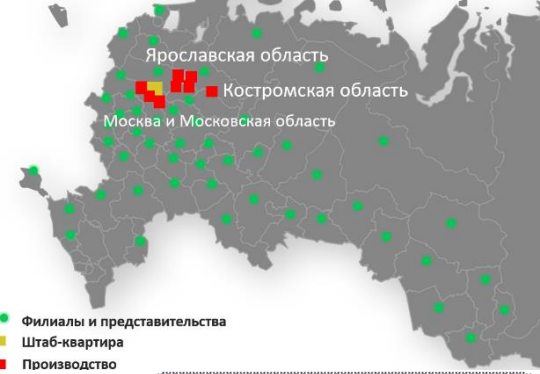 Ярославская область
Костромская область
Москва и Московская область
Филиалы и представительства
Штаб-квартира
Производство